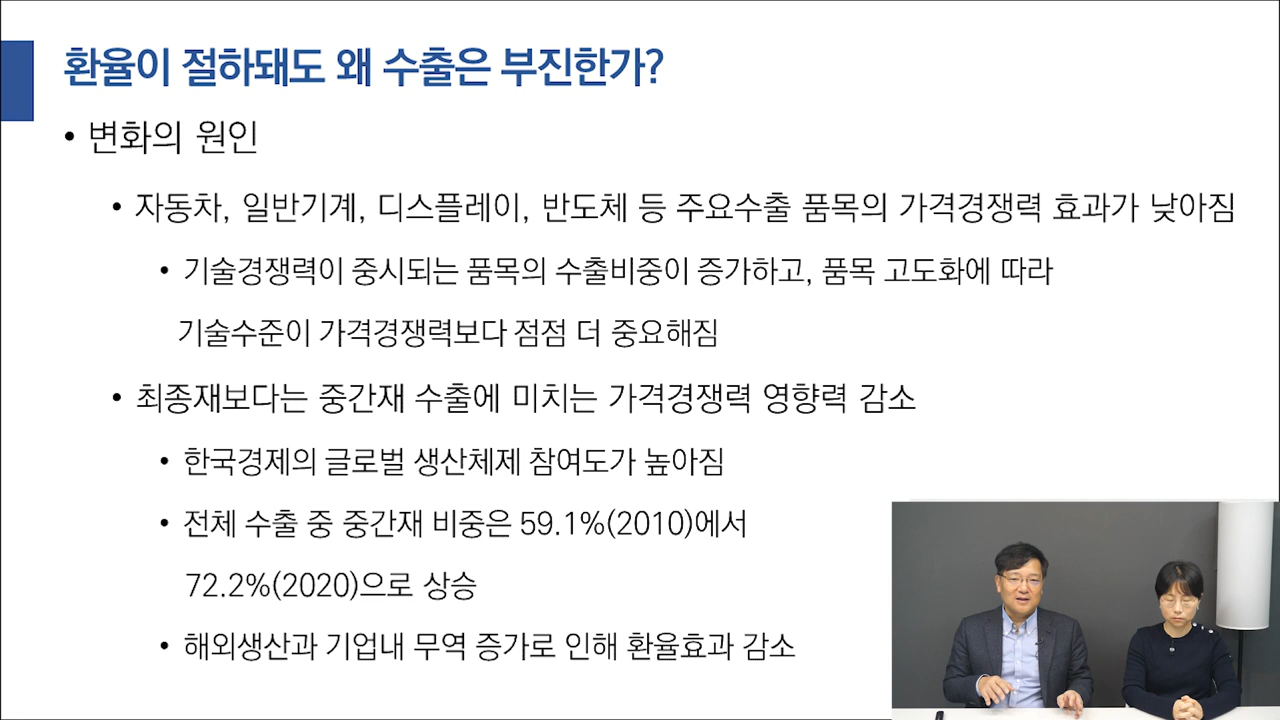 환율이 절하돼도 왜 수출은 부진한가?
• 변화의 원인
• 자동차, 일반기계, 디스플레이, 반도체 등 주요수출 품목의 가격경쟁력 효과가 낮아짐
• 기술경쟁력이 중시되는 품목의 수출비중이 증가하고, 품목 고도화에 따라
기술수준이 가격경쟁력보다 점점 더 중요해짐
• 최종재보다는 중간재 수출에 미치는 가격경쟁력 영향력 감소
• 한국경제의 글로벌 생산체제 참여도가 높아짐
• 전체 수출 중 중간재 비중은 59.1%(2010)에서
72.2%(2020)으로 상승
• 해외생산과 기업내 무역 증가로 인해 환율효과 감소